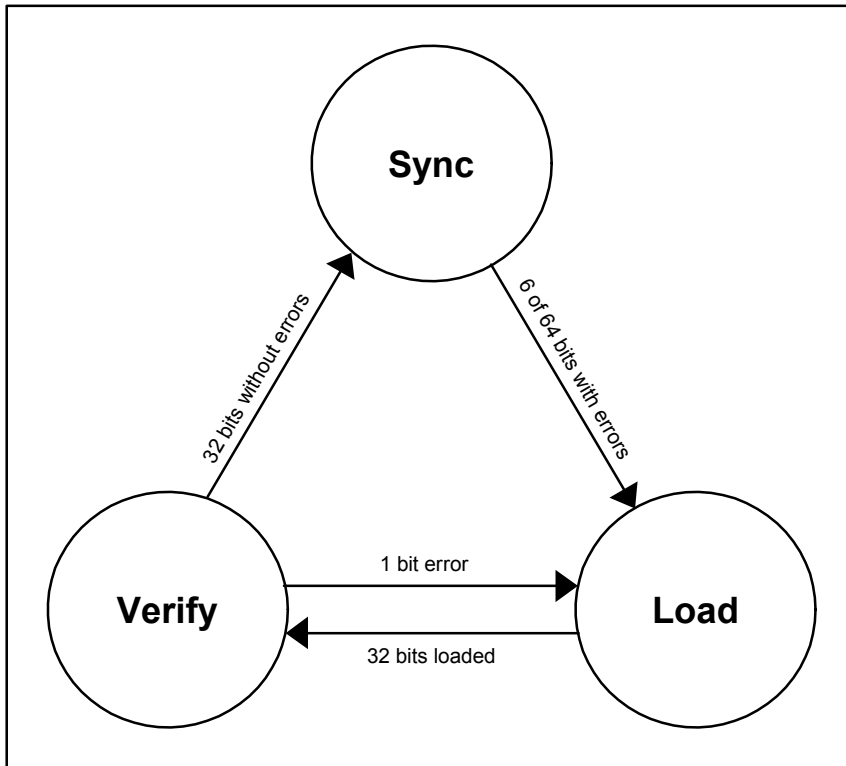 Sync
32 bits without errors
6 of 64 bits with errors
1 bit error
Verify
Load
32 bits loaded